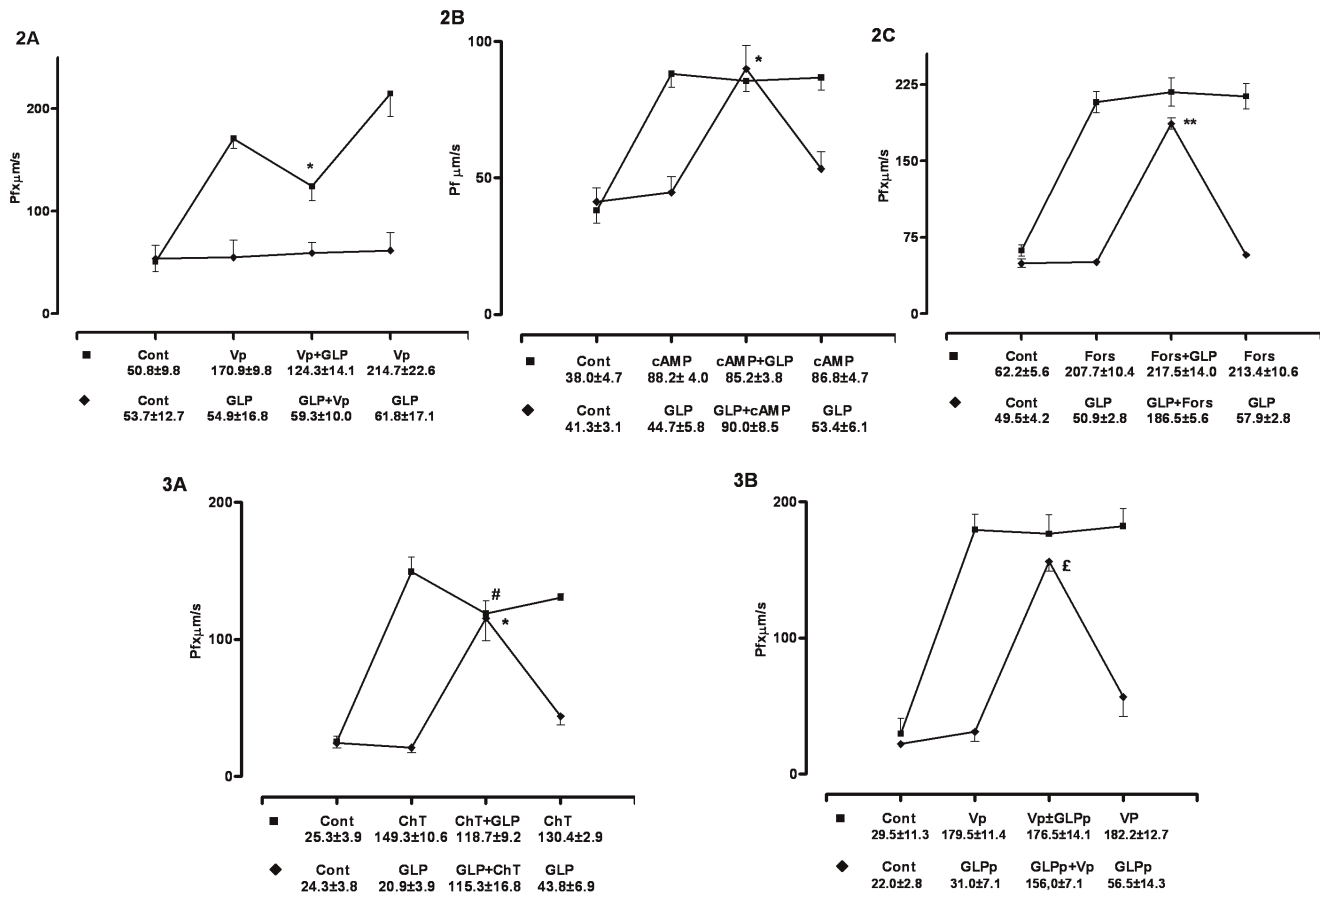 2A
Pfxμm/s
200
100
0
*
Cont Vp Vp+GLP Vp
50.8±9.8 170.9±9.8 124.3±14.1 214.7±22.6
Cont GLP GLP+Vp GLP
53.7±12.7 54.9±16.8 59.3±10.0 61.8±17.1
2B
Pf μm/s
100
50
0
*
Cont cAMP cAMP+GLP cAMP
38.0±4.7 88.2± 4.0 85.2±3.8 86.8±4.7
Cont GLP GLP+cAMP GLP
41.3±3.1 44.7±5.8 90.0±8.5 53.4±6.1
2C
Pfxμm/s
225
150
75
0
**
Cont Fors Fors+GLP Fors
62.2±5.6 207.7±10.4 217.5±14.0 213.4±10.6
Cont GLP GLP+Fors GLP
49.5±4.2 50.9±2.8 186.5±5.6 57.9±2.8
3A
Pfxμm/s
200
100
0
#
*
Cont ChT ChT+GLP ChT
25.3±3.9 149.3±10.6 118.7±9.2 130.4±2.9
Cont GLP GLP+ChT GLP
24.3±3.8 20.9±3.9 115.3±16.8 43.8±6.9
3B
Pfxμm/s
200
100
0
£
Cont Vp Vp±GLPp VP
29.5±11.3 179.5±11.4 176.5±14.1 182.2±12.7
Cont GLPp GLPp+Vp GLPp
22.0±2.8 31.0±7.1 156,0±7.1 56.5±14.3